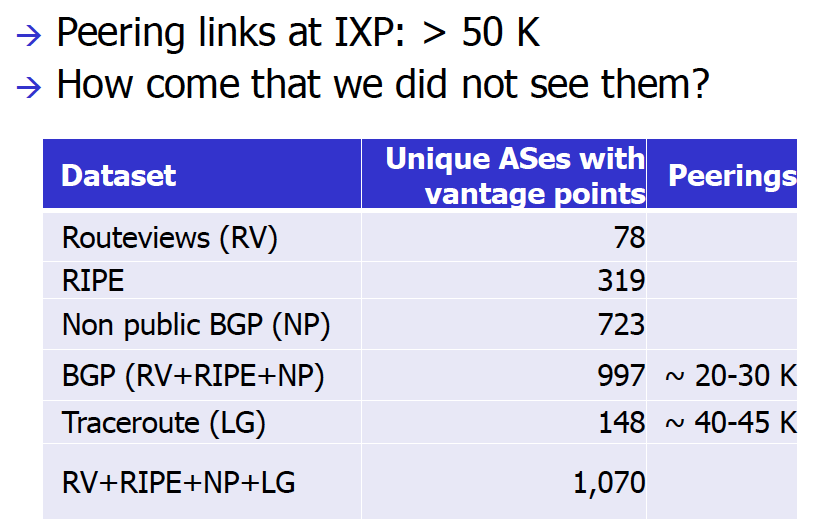 → Peering links at IXP: > 50 K
→ How come that we did not see them?
Dataset Unique ASes with vantage points Peerings
Routeviews (RV) 78
RIPE 319
Non public BGP (NP) 723
BGP (RV+RIPE+NP) 997 ~ 20-30 K
Traceroute (LG) 148 ~ 40-45 K
RV+RIPE+NP+LG 1,070